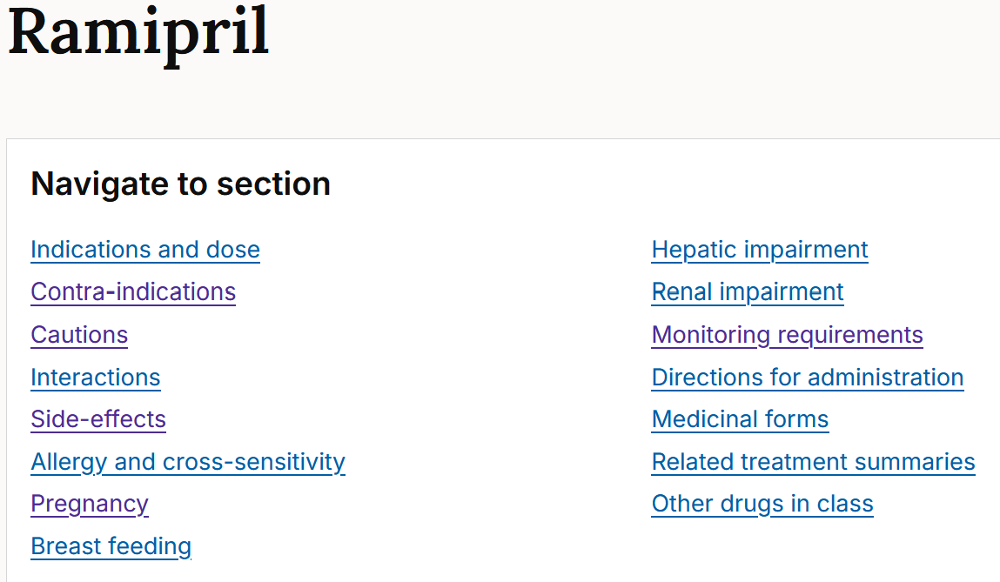 Ramipril
Navigate to section
Indications and dose
Contra-indications
Cautions
Interactions
Side-effects
Allergy and cross-sensitivity
Pregnancy
Breast feeding
Hepatic impairment
Renal impairment
Monitoring requirements
Directions for administration
Medicinal forms
Related treatment summaries
Other drugs in class